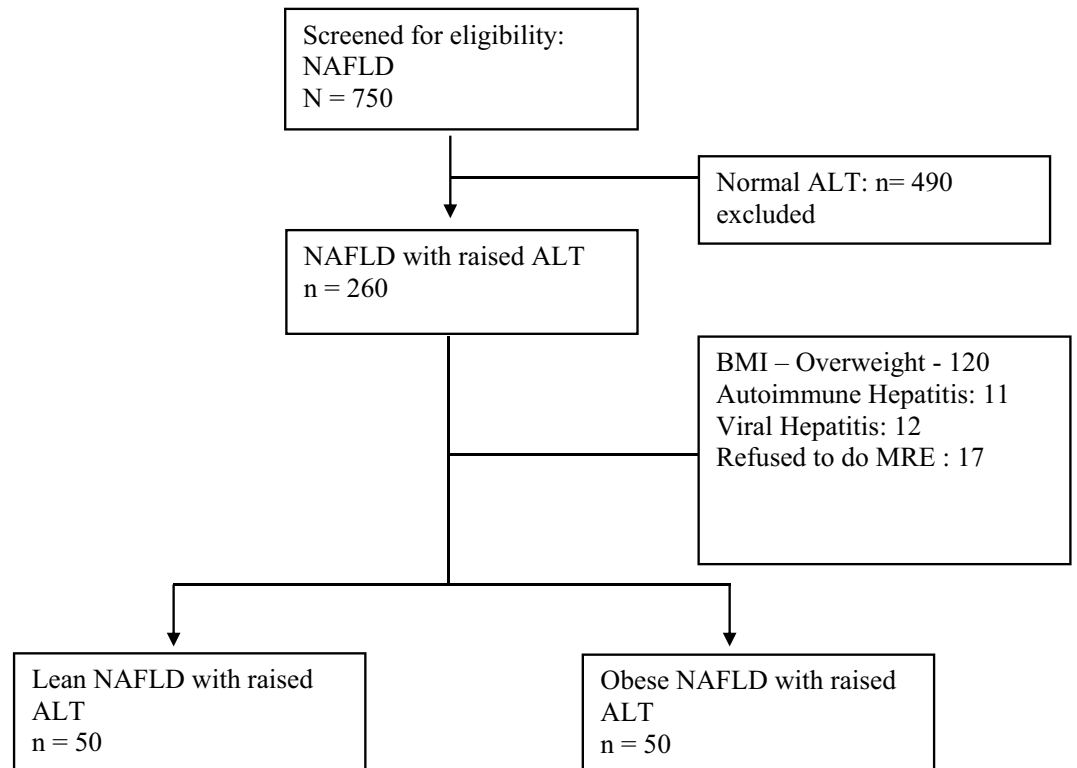 Screened for eligibility:
NAFLD
N = 750
Normal ALT: n= 490
excluded
NAFLD with raised ALT
n = 260
BMI – Overweight - 120
Autoimmune Hepatitis: 11
Viral Hepatitis: 12
Refused to do MRE : 17
Lean NAFLD with raised
ALT
n = 50
Obese NAFLD with raised
ALT
n = 50